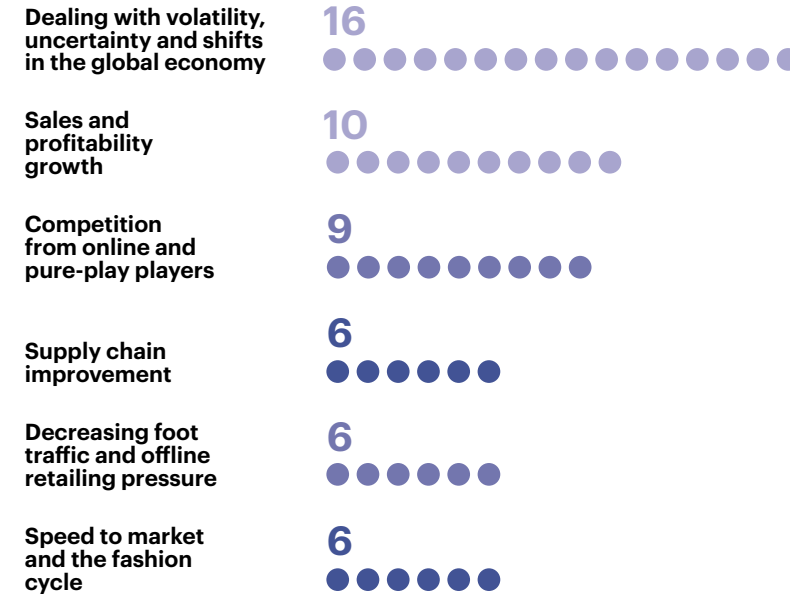 Dealing with volatility,
uncertainty and shifts
in the global economy
16
Sales and
profitability
growth
10
Competition
from online and
pure-play players
9
Supply chain
improvement
6
Decreasing foot
traffic and offline
retailing pressure
6
Speed to market
and the fashion
cycle
6